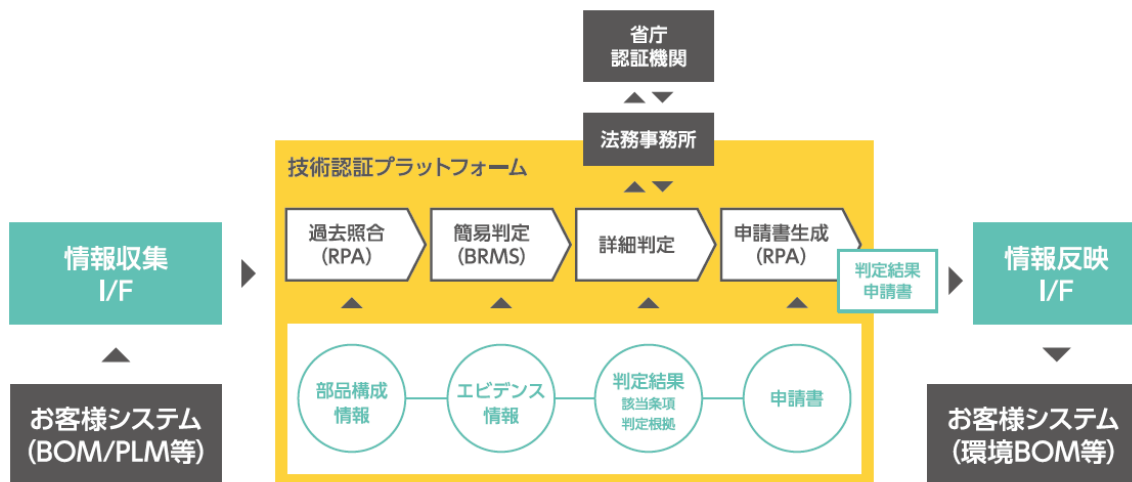 省庁
認証機関
法務事務所
技術認証プラットフォーム
情報収集
I/F
過去照合
(RPA)
簡易判定
(BRMS)
詳細判定
申請書生成
(RPA)
判定結果
申請書
情報反映
I/F
部品構成
情報
エビデンス
情報
判定結果
該当条項
判定根拠
申請書
お客様システム
(BOM/PLM等)
お客様システム
(環境BOM等)